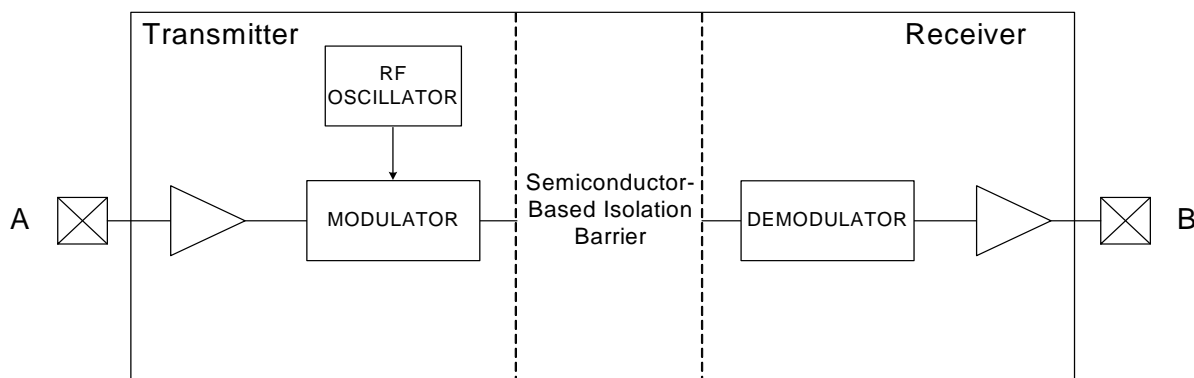 Transmitter
Receiver
RF
OSCILLATOR
A
MODULATOR
Semiconductor-
Based Isolation
Barrier
DEMODULATOR
B